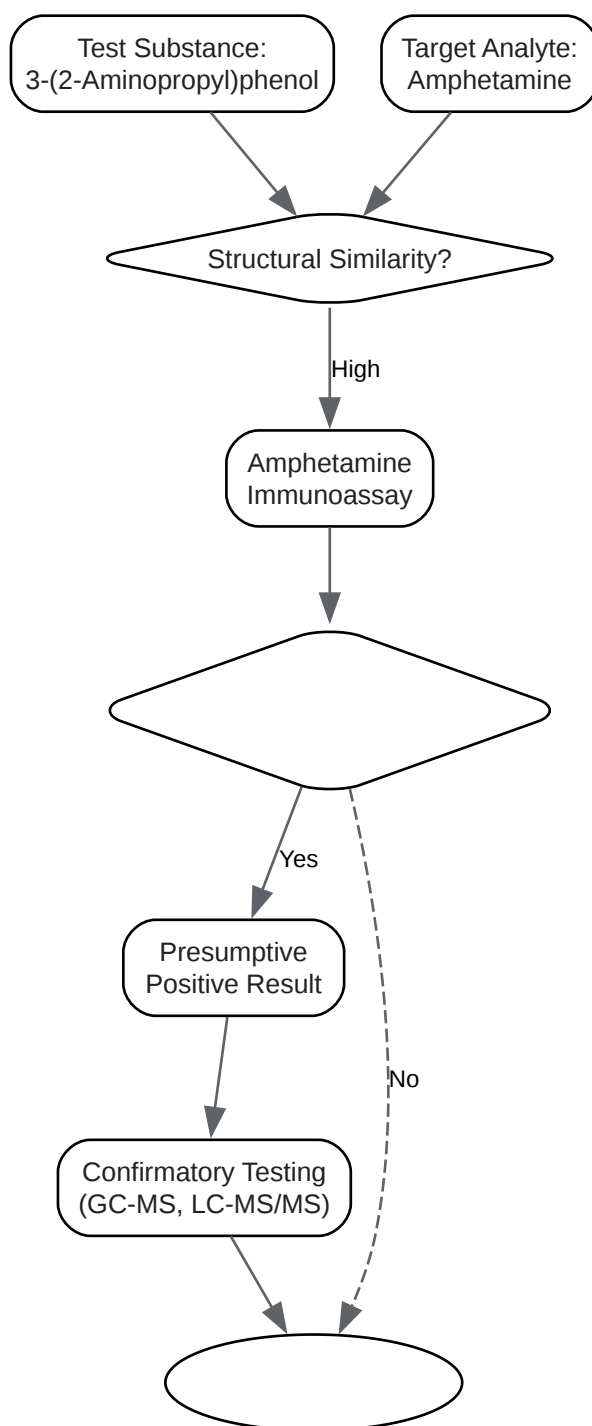 Test Substance:
3-(2-Aminopropyl)phenol
Target Analyte:
Amphetamine
Structural Similarity?
High
Amphetamine
Immunoassay
Yes
Presumptive
Positive Result
No
Confirmatory Testing
(GC-MS, LC-MS/MS)